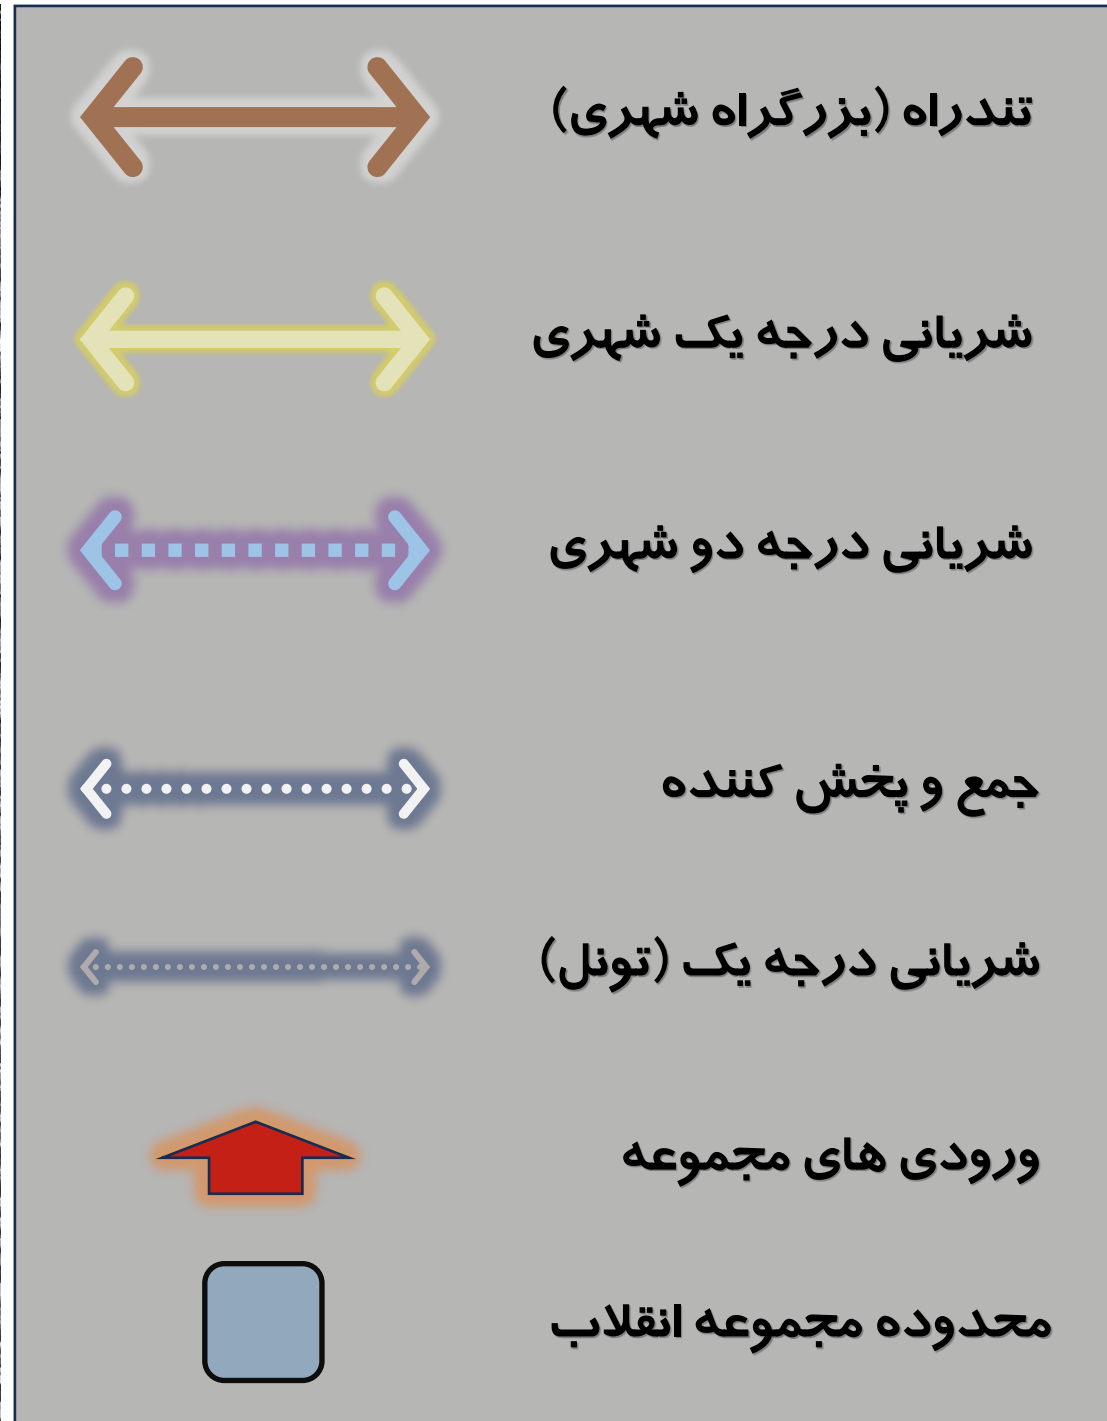 تندراه (بزرگراه شهری)
شریانی درجه یک شهری
شریانی درجه دو شهری
جمع و پخش کننده
شریانی درجه یک (تونل)
ورودی های مجموعه
محدوده مجموعه انقلاب